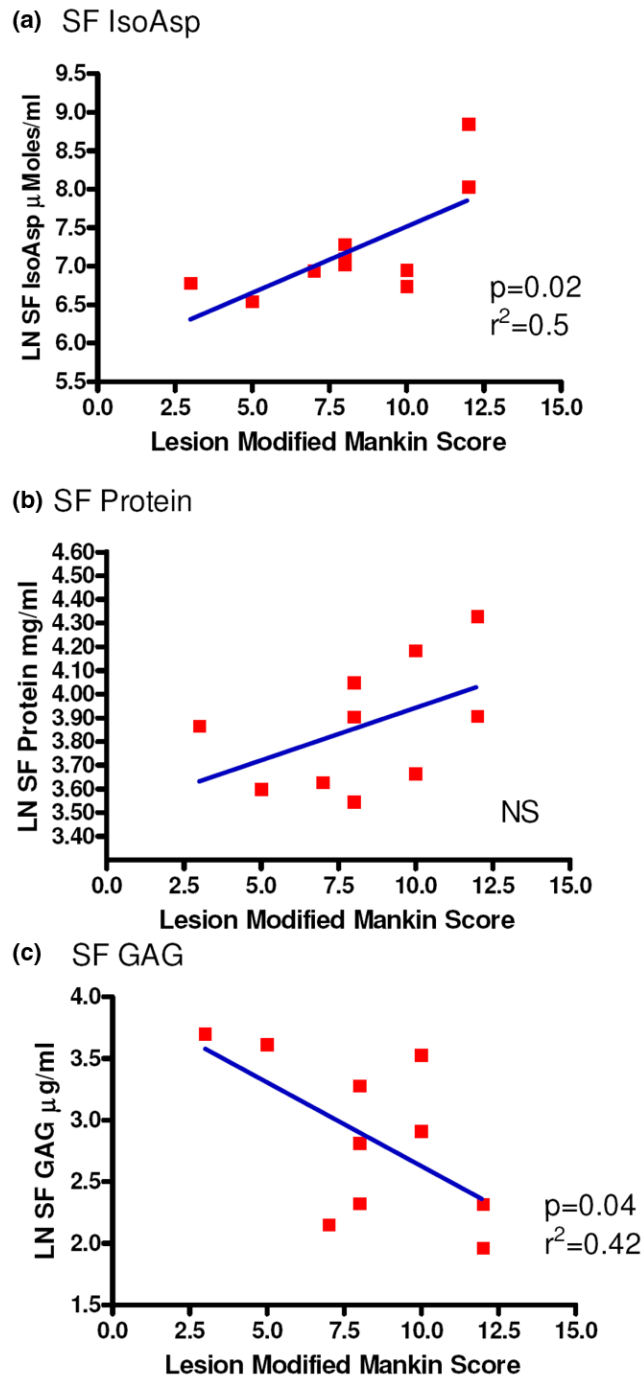 (a) SF IsoAsp
LN SF IsoAsp μMoles/ml
9.5
9.0
8.5
8.0
7.5
7.0
6.5
6.0
5.5
p=0.02
r²=0.5
0.0 2.5 5.0 7.5 10.0 12.5 15.0
Lesion Modified Mankin Score
(b) SF Protein
LN SF Protein mg/ml
4.60
4.50
4.40
4.30
4.20
4.10
4.00
3.90
3.80
3.70
3.60
3.50
3.40
NS
0.0 2.5 5.0 7.5 10.0 12.5 15.0
Lesion Modified Mankin Score
(c) SF GAG
LN SF GAG μg/ml
4.0
3.5
3.0
2.5
2.0
1.5
p=0.04
r²=0.42
0.0 2.5 5.0 7.5 10.0 12.5 15.0
Lesion Modified Mankin Score